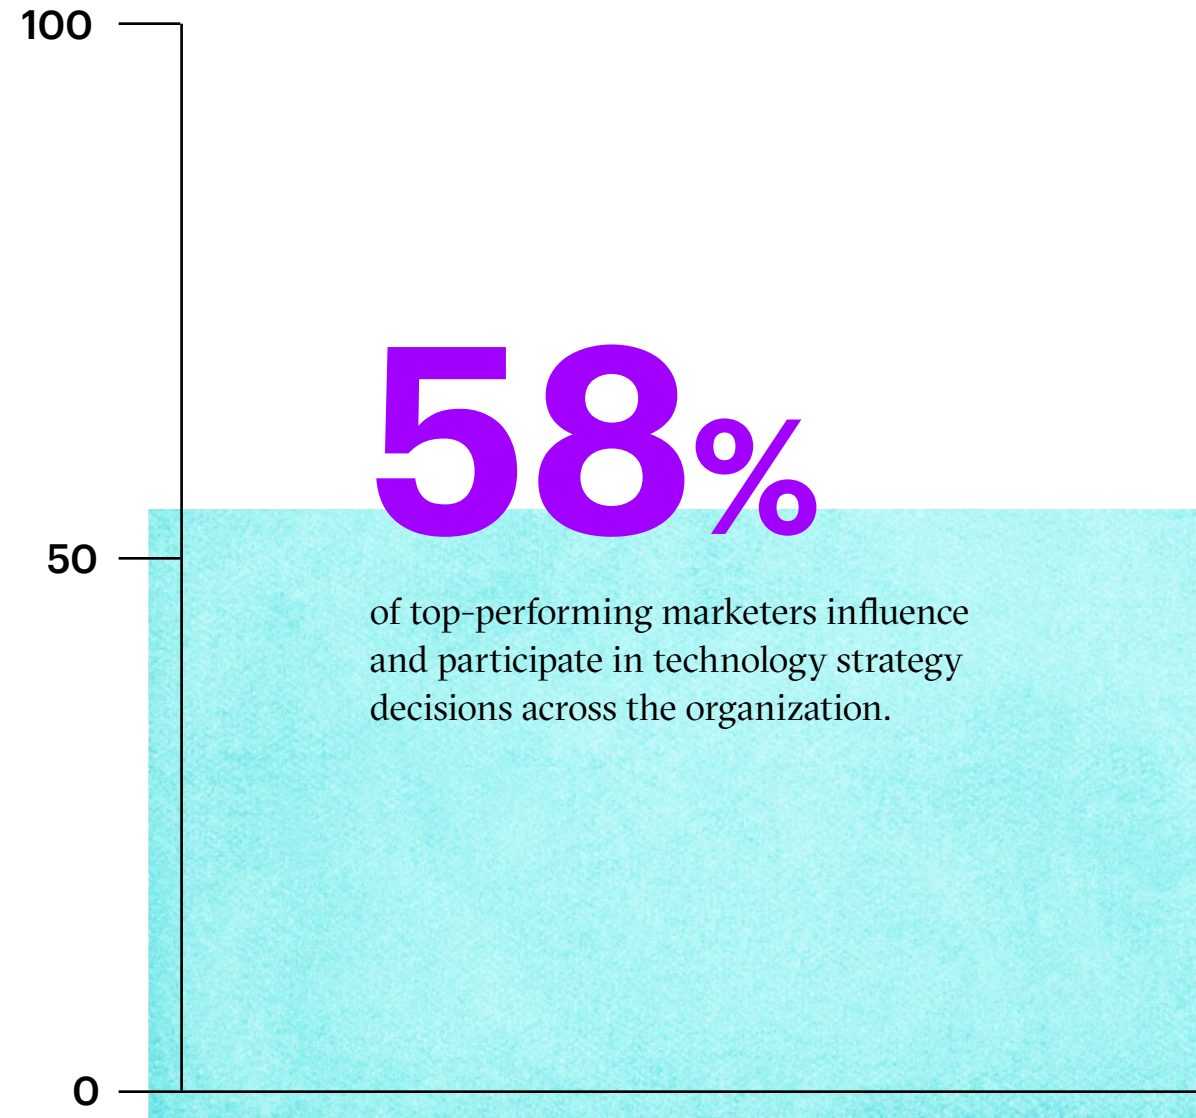 100
58%
50
of top-performing marketers influence
and participate in technology strategy
decisions across the organization.
0